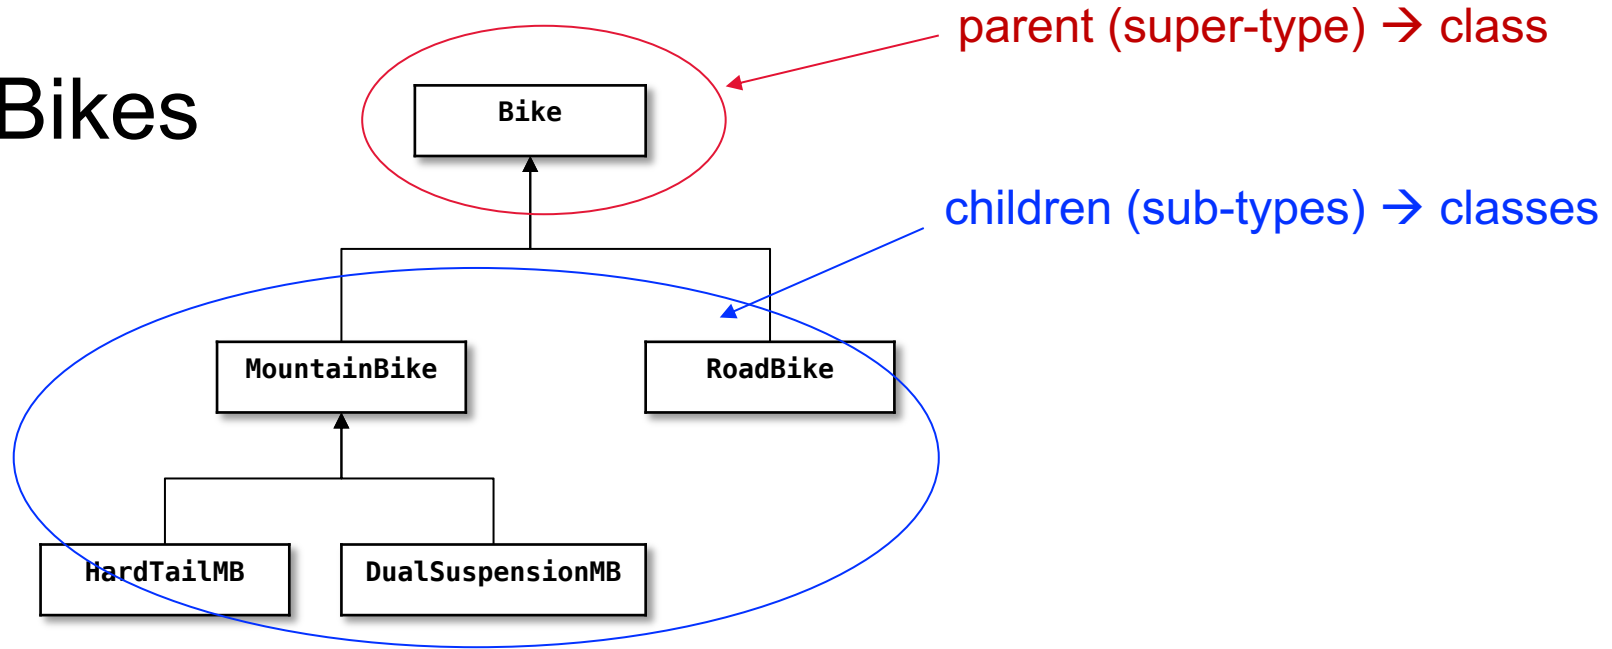 parent (super-type) → class
Bikes
Bike
children (sub-types) → classes
MountainBike
RoadBike
HardTailMB
DualSuspensionMB